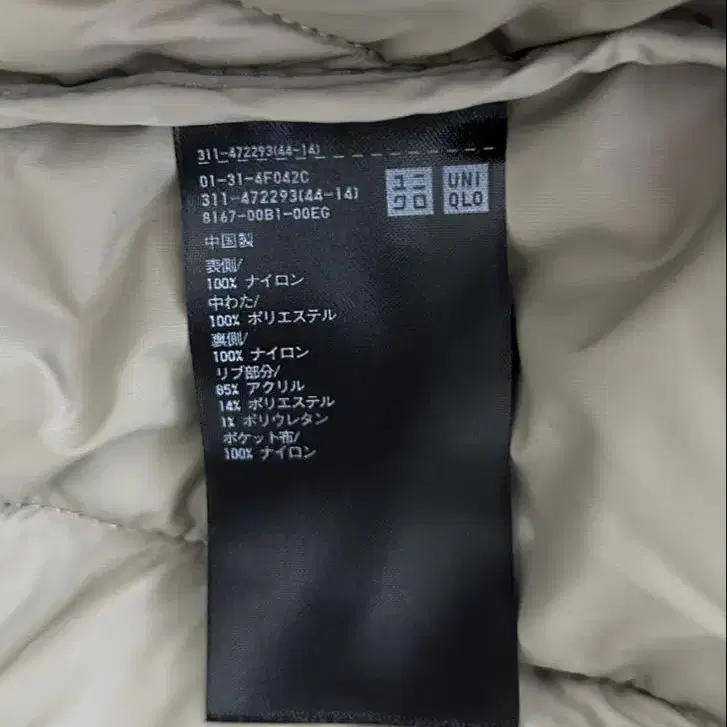 311-472293(44-14)
01-31-4F042C
311-472293(44-14)
8167-00B1-00EG
ユニ
クロ
UNI
QLO
中国製
表側/
100% ナイロン
中わた/
100% ポリエステル
裏側/
100% ナイロン
リブ部分/
85% アクリル
14% ポリエステル
1% ポリウレタン
ポケット布/
100% ナイロン